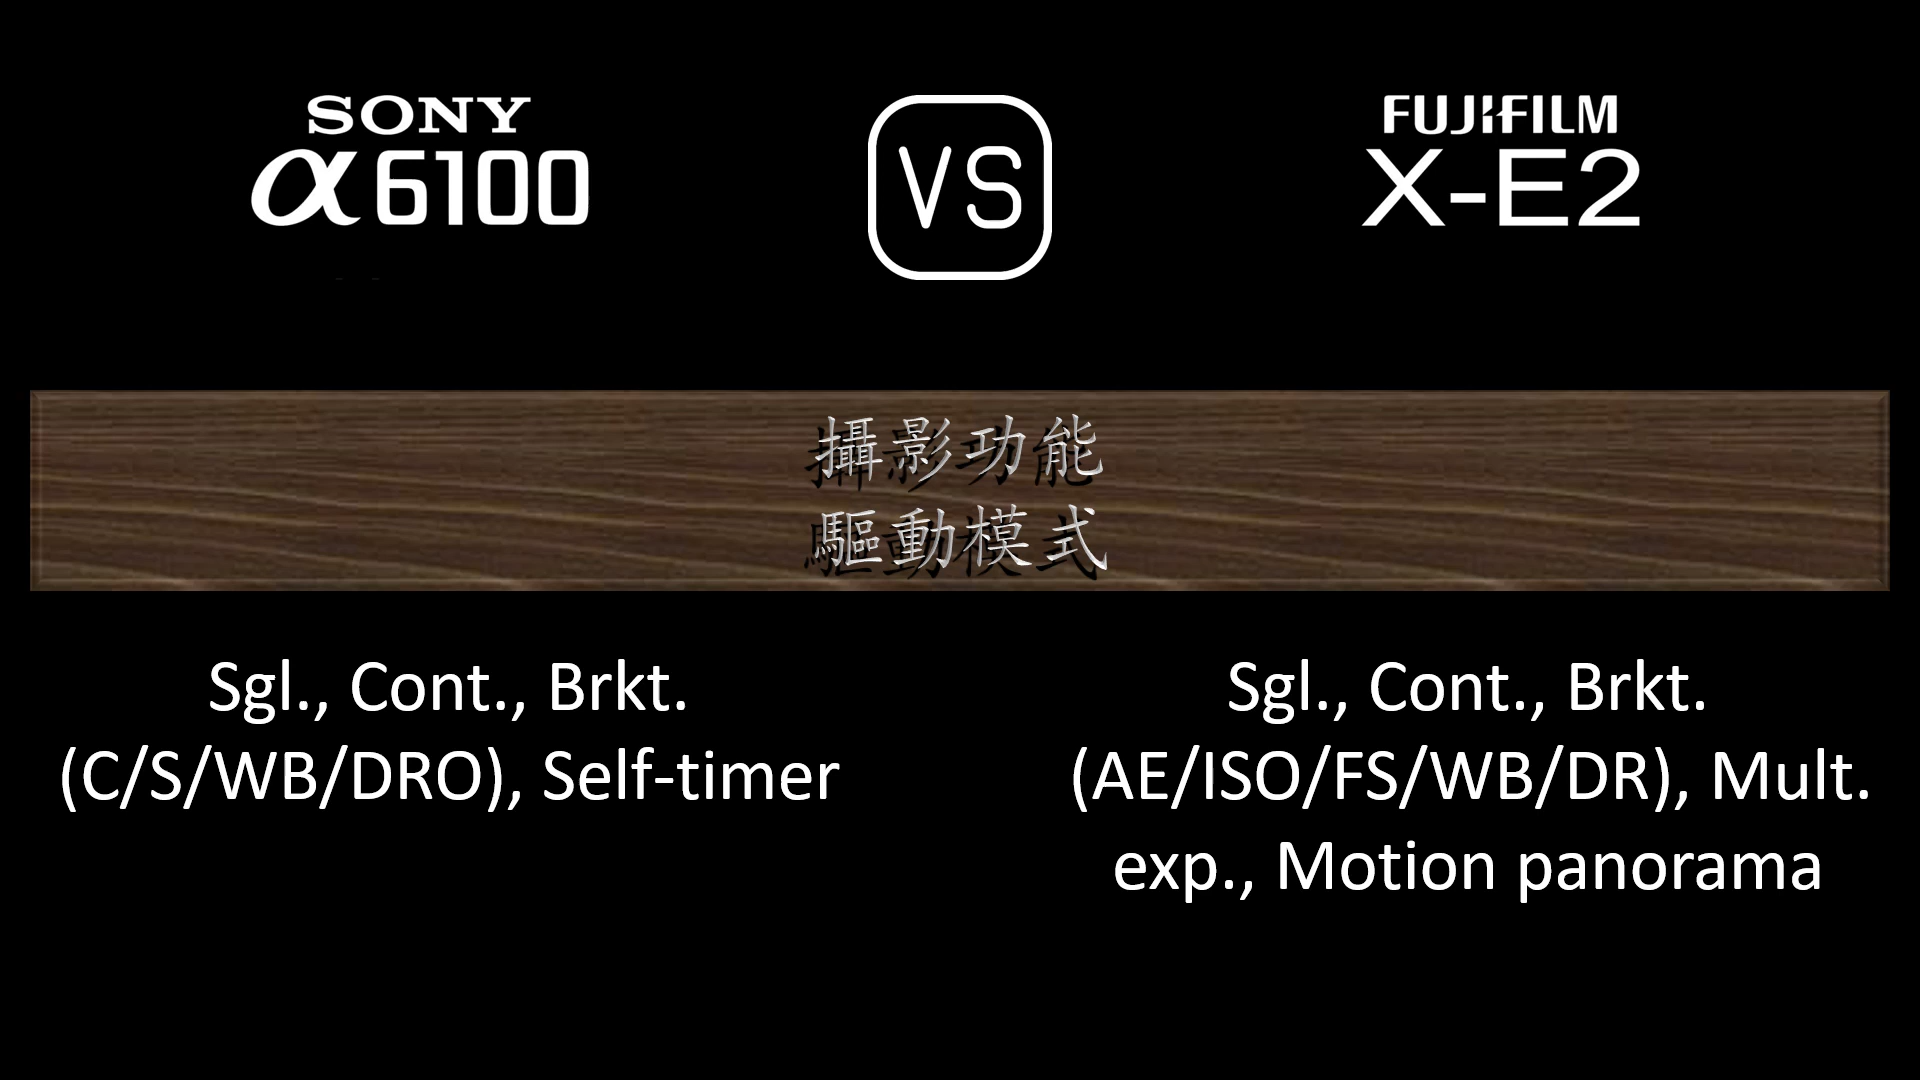 SONY
α6100
VS
FUJIFILM
X-E2
攝影功能
驅動模式
Sgl., Cont., Brkt.
(C/S/WB/DRO), Self-timer
Sgl., Cont., Brkt.
(AE/ISO/FS/WB/DR), Mult.
exp., Motion panorama